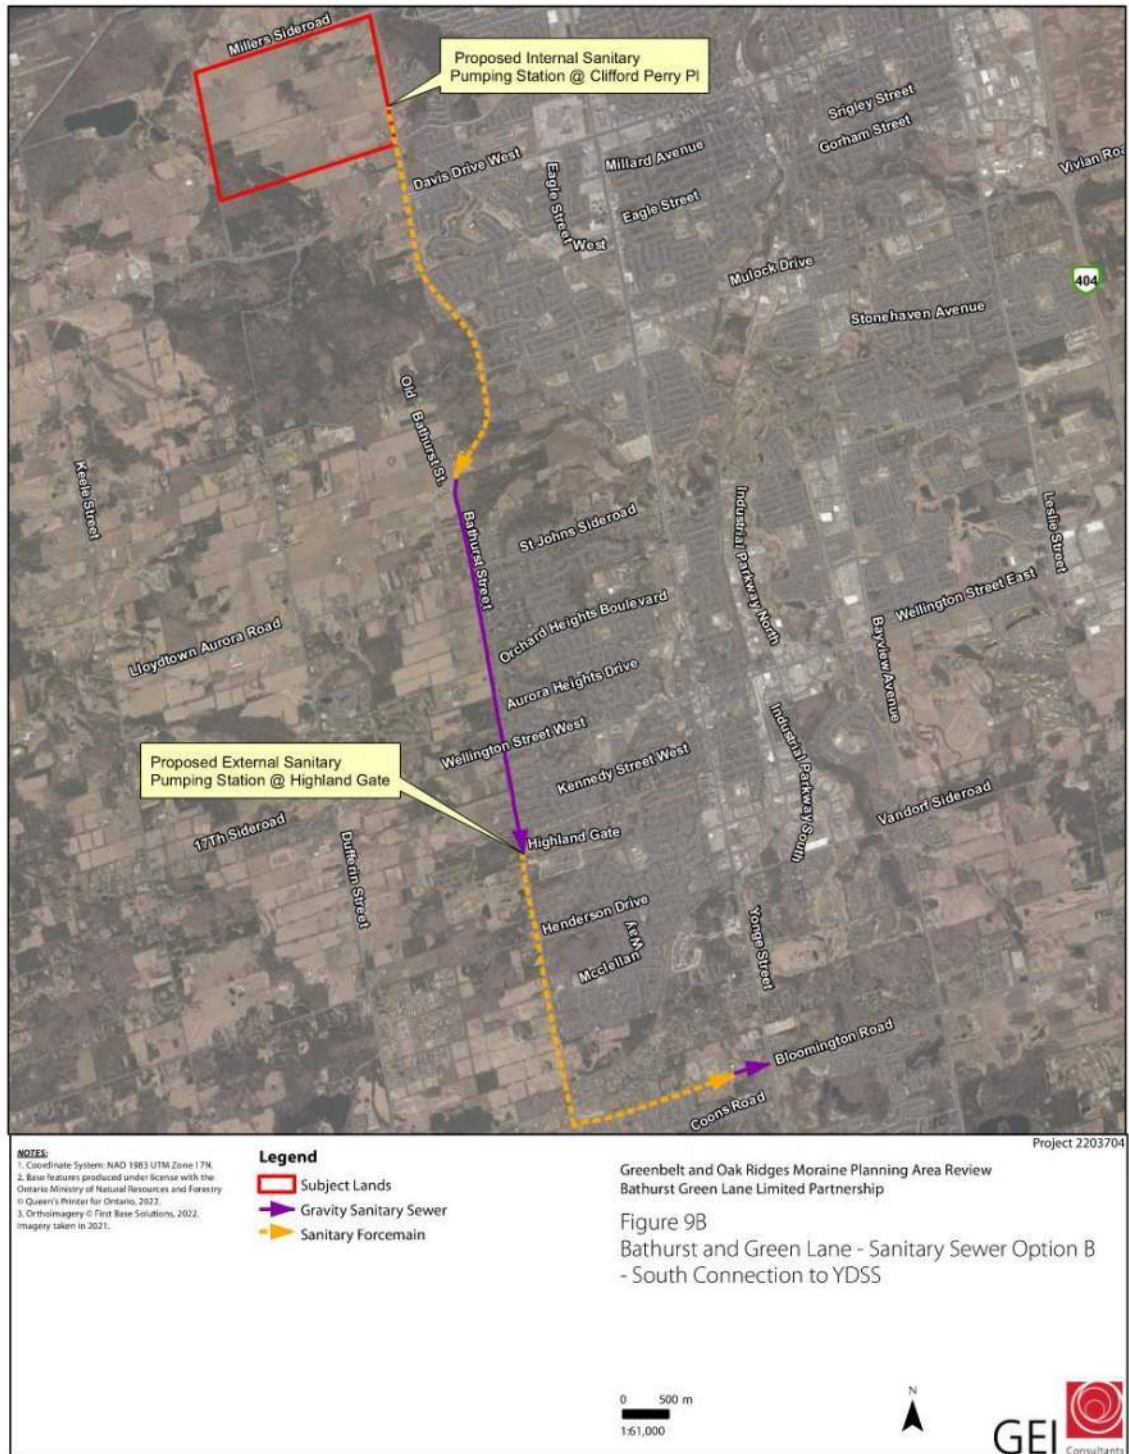 Millers Sideroad
Proposed Internal Sanitary
Pumping Station @ Clifford Perry Pl
Srigley Street
Gorham Street
Davis Drive West
Millard Avenue
Vivian Roa
Eagle Street
West
Eagle Street
Mulock Drive
404
Stonehaven Avenue
Old Bathurst St.
Keele Street
Bathurst Street
St Johns Sideroad
Industrial Parkway North
Leslie Street
Wellington Street East
Orchard Heights Boulevard
Bayview Avenue
Lloydtown Aurora Road
Aurora Heights Drive
Wellington Street West
Industrial Parkway South
Proposed External Sanitary
Pumping Station @ Highland Gate
Kennedy Street West
Vandorf Sideroad
17Th Sideroad
Highland Gate
Dufferin Street
Henderson Drive
Mcclellan
Way
Yonge Street
Bloomington Road
Coons Road
Project 2203704
NOTES:
1. Coordinate System: NAD 1983 UTM Zone 17N.
2. Base features produced under license with the
Ontario Ministry of Natural Resources and Forestry
© Queen's Printer for Ontario, 2022.
3. Orthoimagery © First Base Solutions, 2022.
Imagery taken in 2021.
Legend
Subject Lands
Gravity Sanitary Sewer
Sanitary Forcemain
Greenbelt and Oak Ridges Moraine Planning Area Review
Bathurst Green Lane Limited Partnership
Figure 9B
Bathurst and Green Lane - Sanitary Sewer Option B
- South Connection to YDSS
0 500 m
1:61,000
N
GEI
Consultants